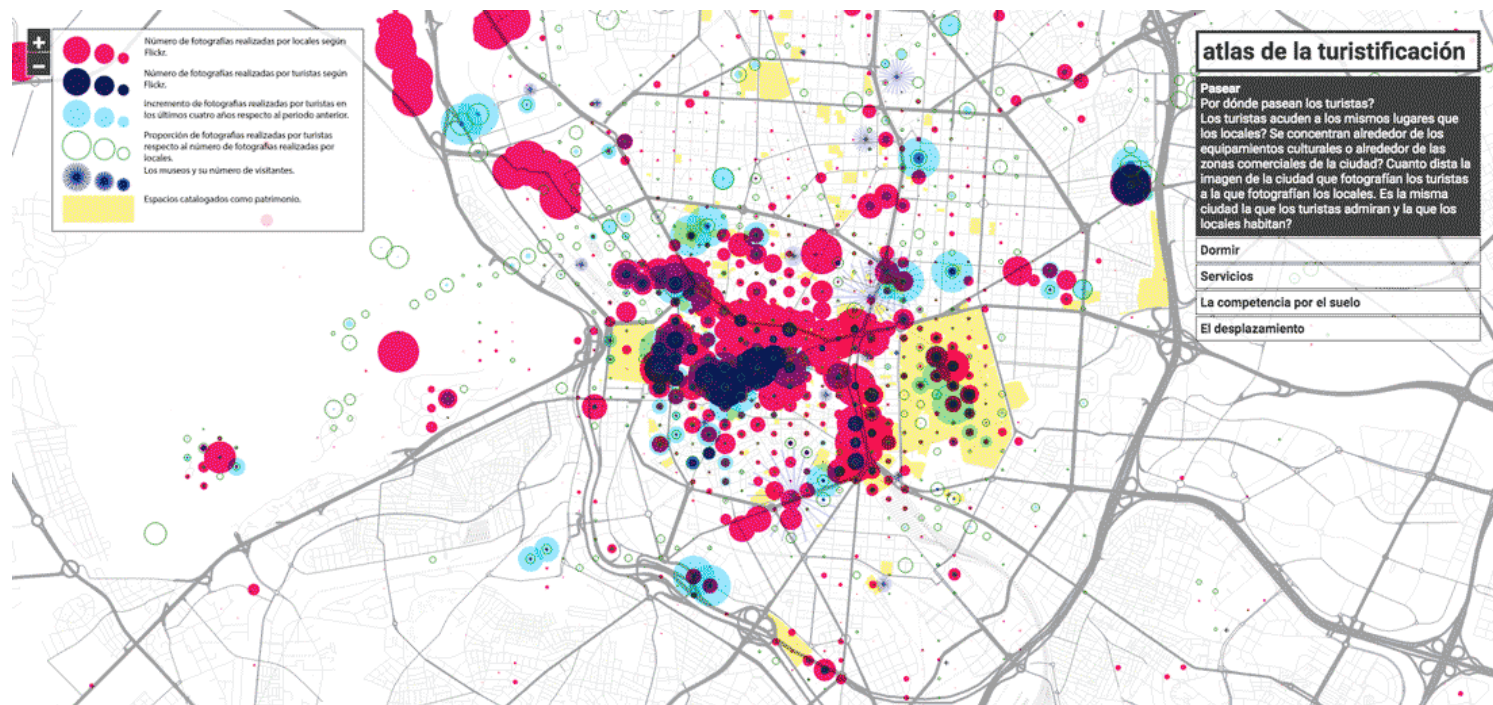 +
−
Número de fotografías realizadas por locales según
Flickr.
Número de fotografías realizadas por turistas según
Flickr.
Incremento de fotografías realizadas por turistas en
los últimos cuatro años respecto al periodo anterior.
Proporción de fotografías realizadas por turistas
respecto al número de fotografías realizadas por
locales.
Los museos y su número de visitantes.
Espacios catalogados como patrimonio.
atlas de la turistificación
Pasear
Por dónde pasean los turistas?
Los turistas acuden a los mismos lugares que
los locales? Se concentran alrededor de los
equipamientos culturales o alrededor de las
zonas comerciales de la ciudad? Cuanto dista la
imagen de la ciudad que fotografían los turistas
a la que fotografían los locales. Es la misma
ciudad la que los turistas admiran y la que los
locales habitan?
Dormir
Servicios
La competencia por el suelo
El desplazamiento